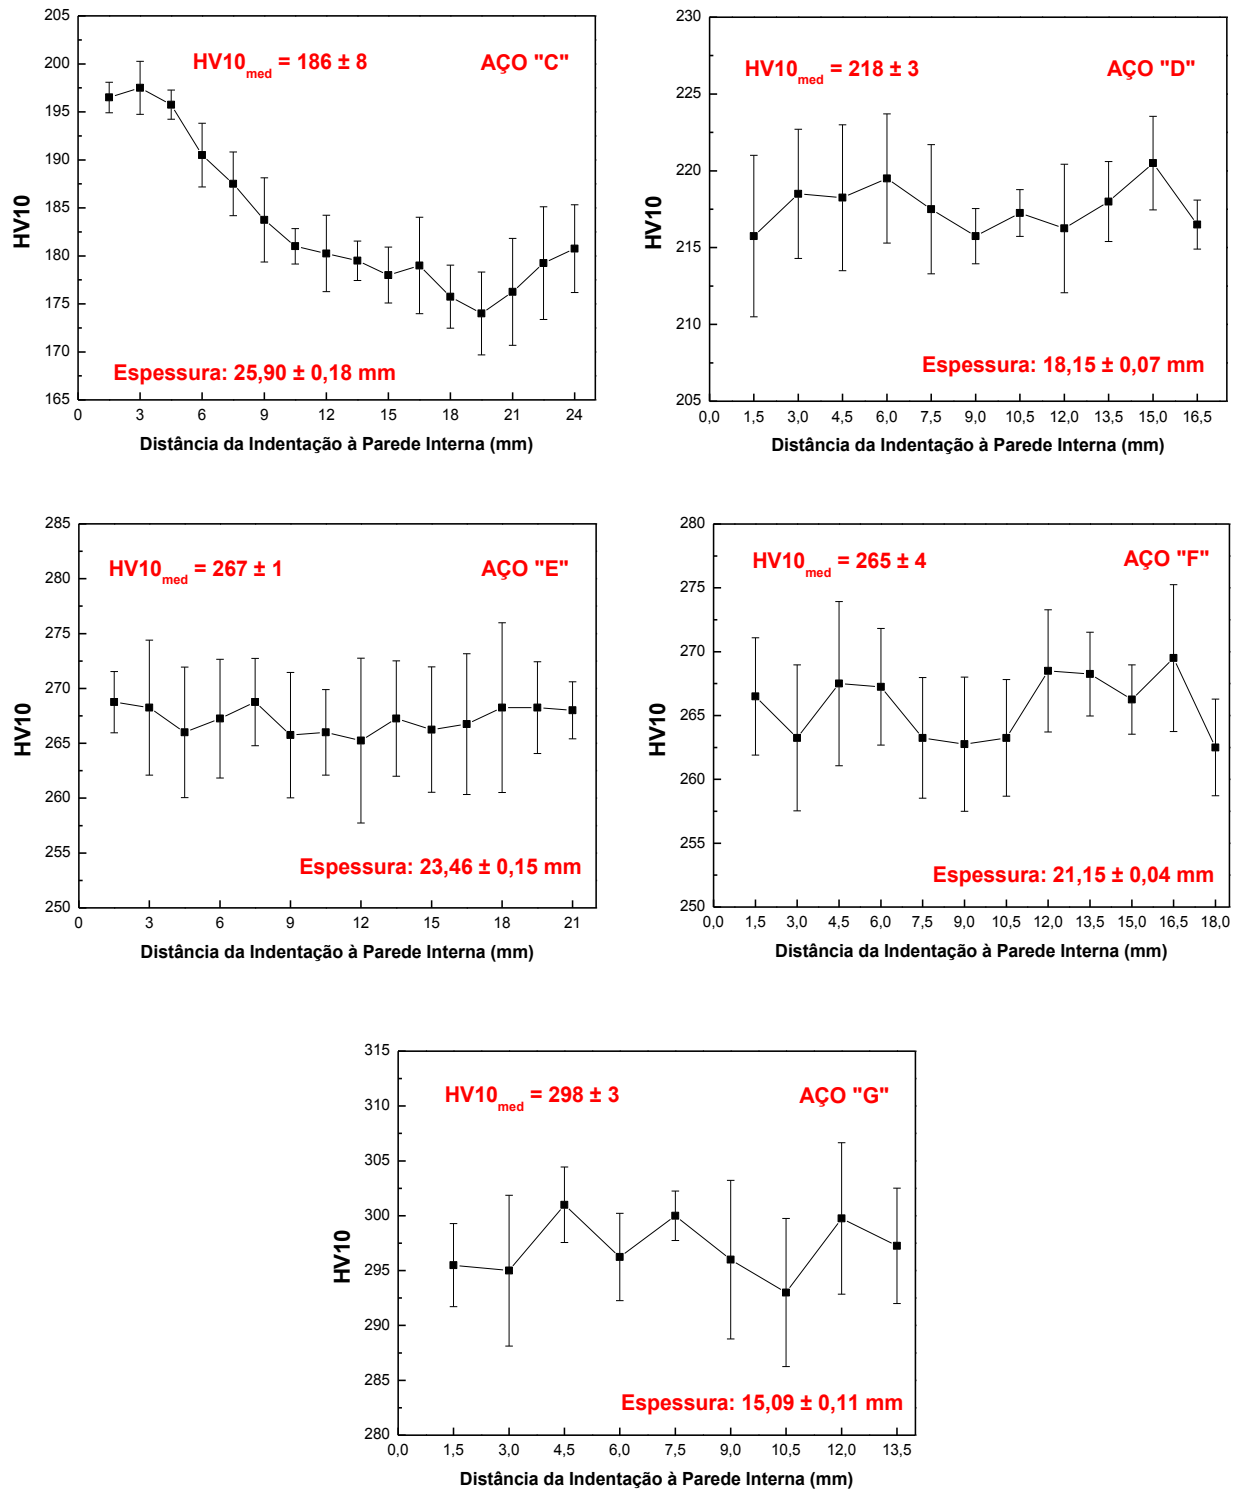 HV10med = 186 ± 8
AÇO "C"
205
200
195
190
185
180
175
170
165
HV10
Espessura: 25,90 ± 0,18 mm
0 3 6 9 12 15 18 21 24
Distância da Indentação à Parede Interna (mm)
HV10med = 218 ± 3
AÇO "D"
230
225
220
215
210
205
HV10
Espessura: 18,15 ± 0,07 mm
0,0 1,5 3,0 4,5 6,0 7,5 9,0 10,5 12,0 13,5 15,0 16,5
Distância da Indentação à Parede Interna (mm)
HV10med = 267 ± 1
AÇO "E"
285
280
275
270
265
260
255
250
HV10
Espessura: 23,46 ± 0,15 mm
0 3 6 9 12 15 18 21
Distância da Indentação à Parede Interna (mm)
HV10med = 265 ± 4
AÇO "F"
280
275
270
265
260
255
250
HV10
Espessura: 21,15 ± 0,04 mm
0,0 1,5 3,0 4,5 6,0 7,5 9,0 10,5 12,0 13,5 15,0 16,5 18,0
Distância da Indentação à Parede Interna (mm)
HV10med = 298 ± 3
AÇO "G"
315
310
305
300
295
290
285
280
HV10
Espessura: 15,09 ± 0,11 mm
0,0 1,5 3,0 4,5 6,0 7,5 9,0 10,5 12,0 13,5
Distância da Indentação à Parede Interna (mm)